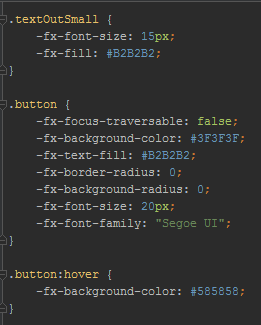 .textOutSmall {
    -fx-font-size: 15px;
    -fx-fill: #B2B2B2;
}
.button {
    -fx-focus-traversable: false;
    -fx-background-color: #3F3F3F;
    -fx-text-fill: #B2B2B2;
    -fx-border-radius: 0;
    -fx-background-radius: 0;
    -fx-font-size: 20px;
    -fx-font-family: "Segoe UI";
}
.button:hover {
    -fx-background-color: #585858;
}